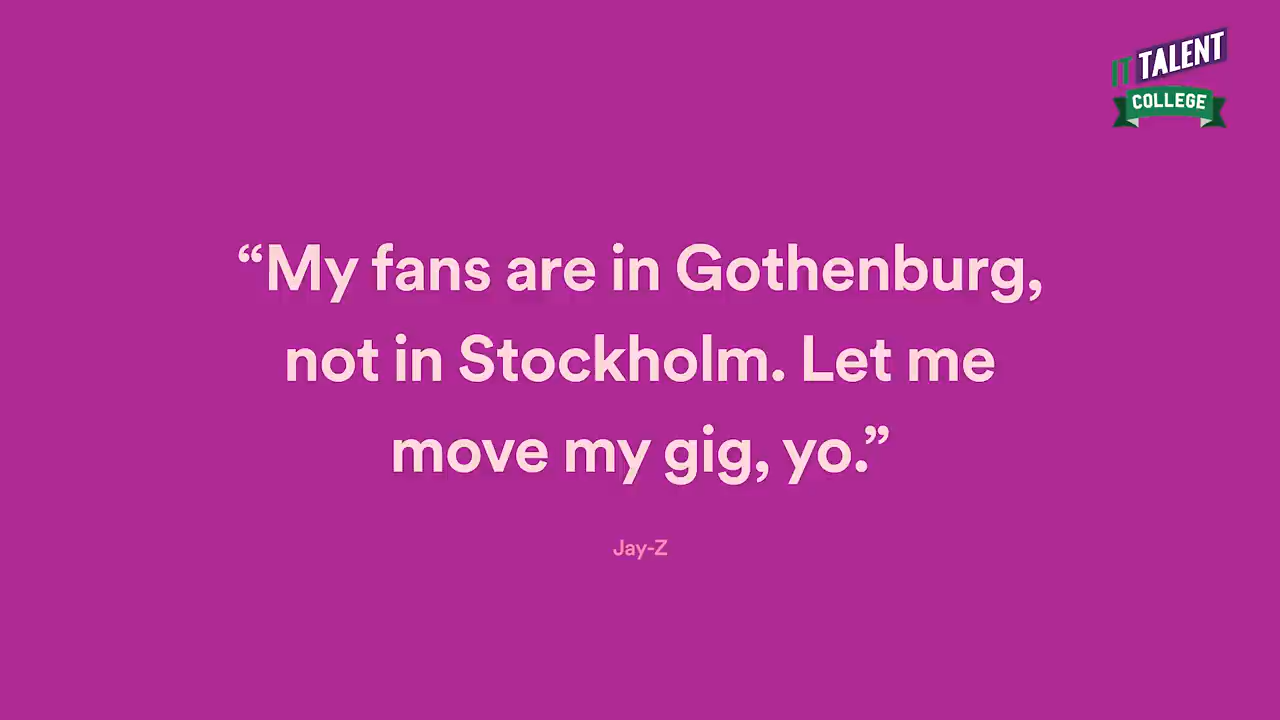 IT TALENT
COLLEGE
“My fans are in Gothenburg,
not in Stockholm. Let me
move my gig, yo.”
Jay-Z